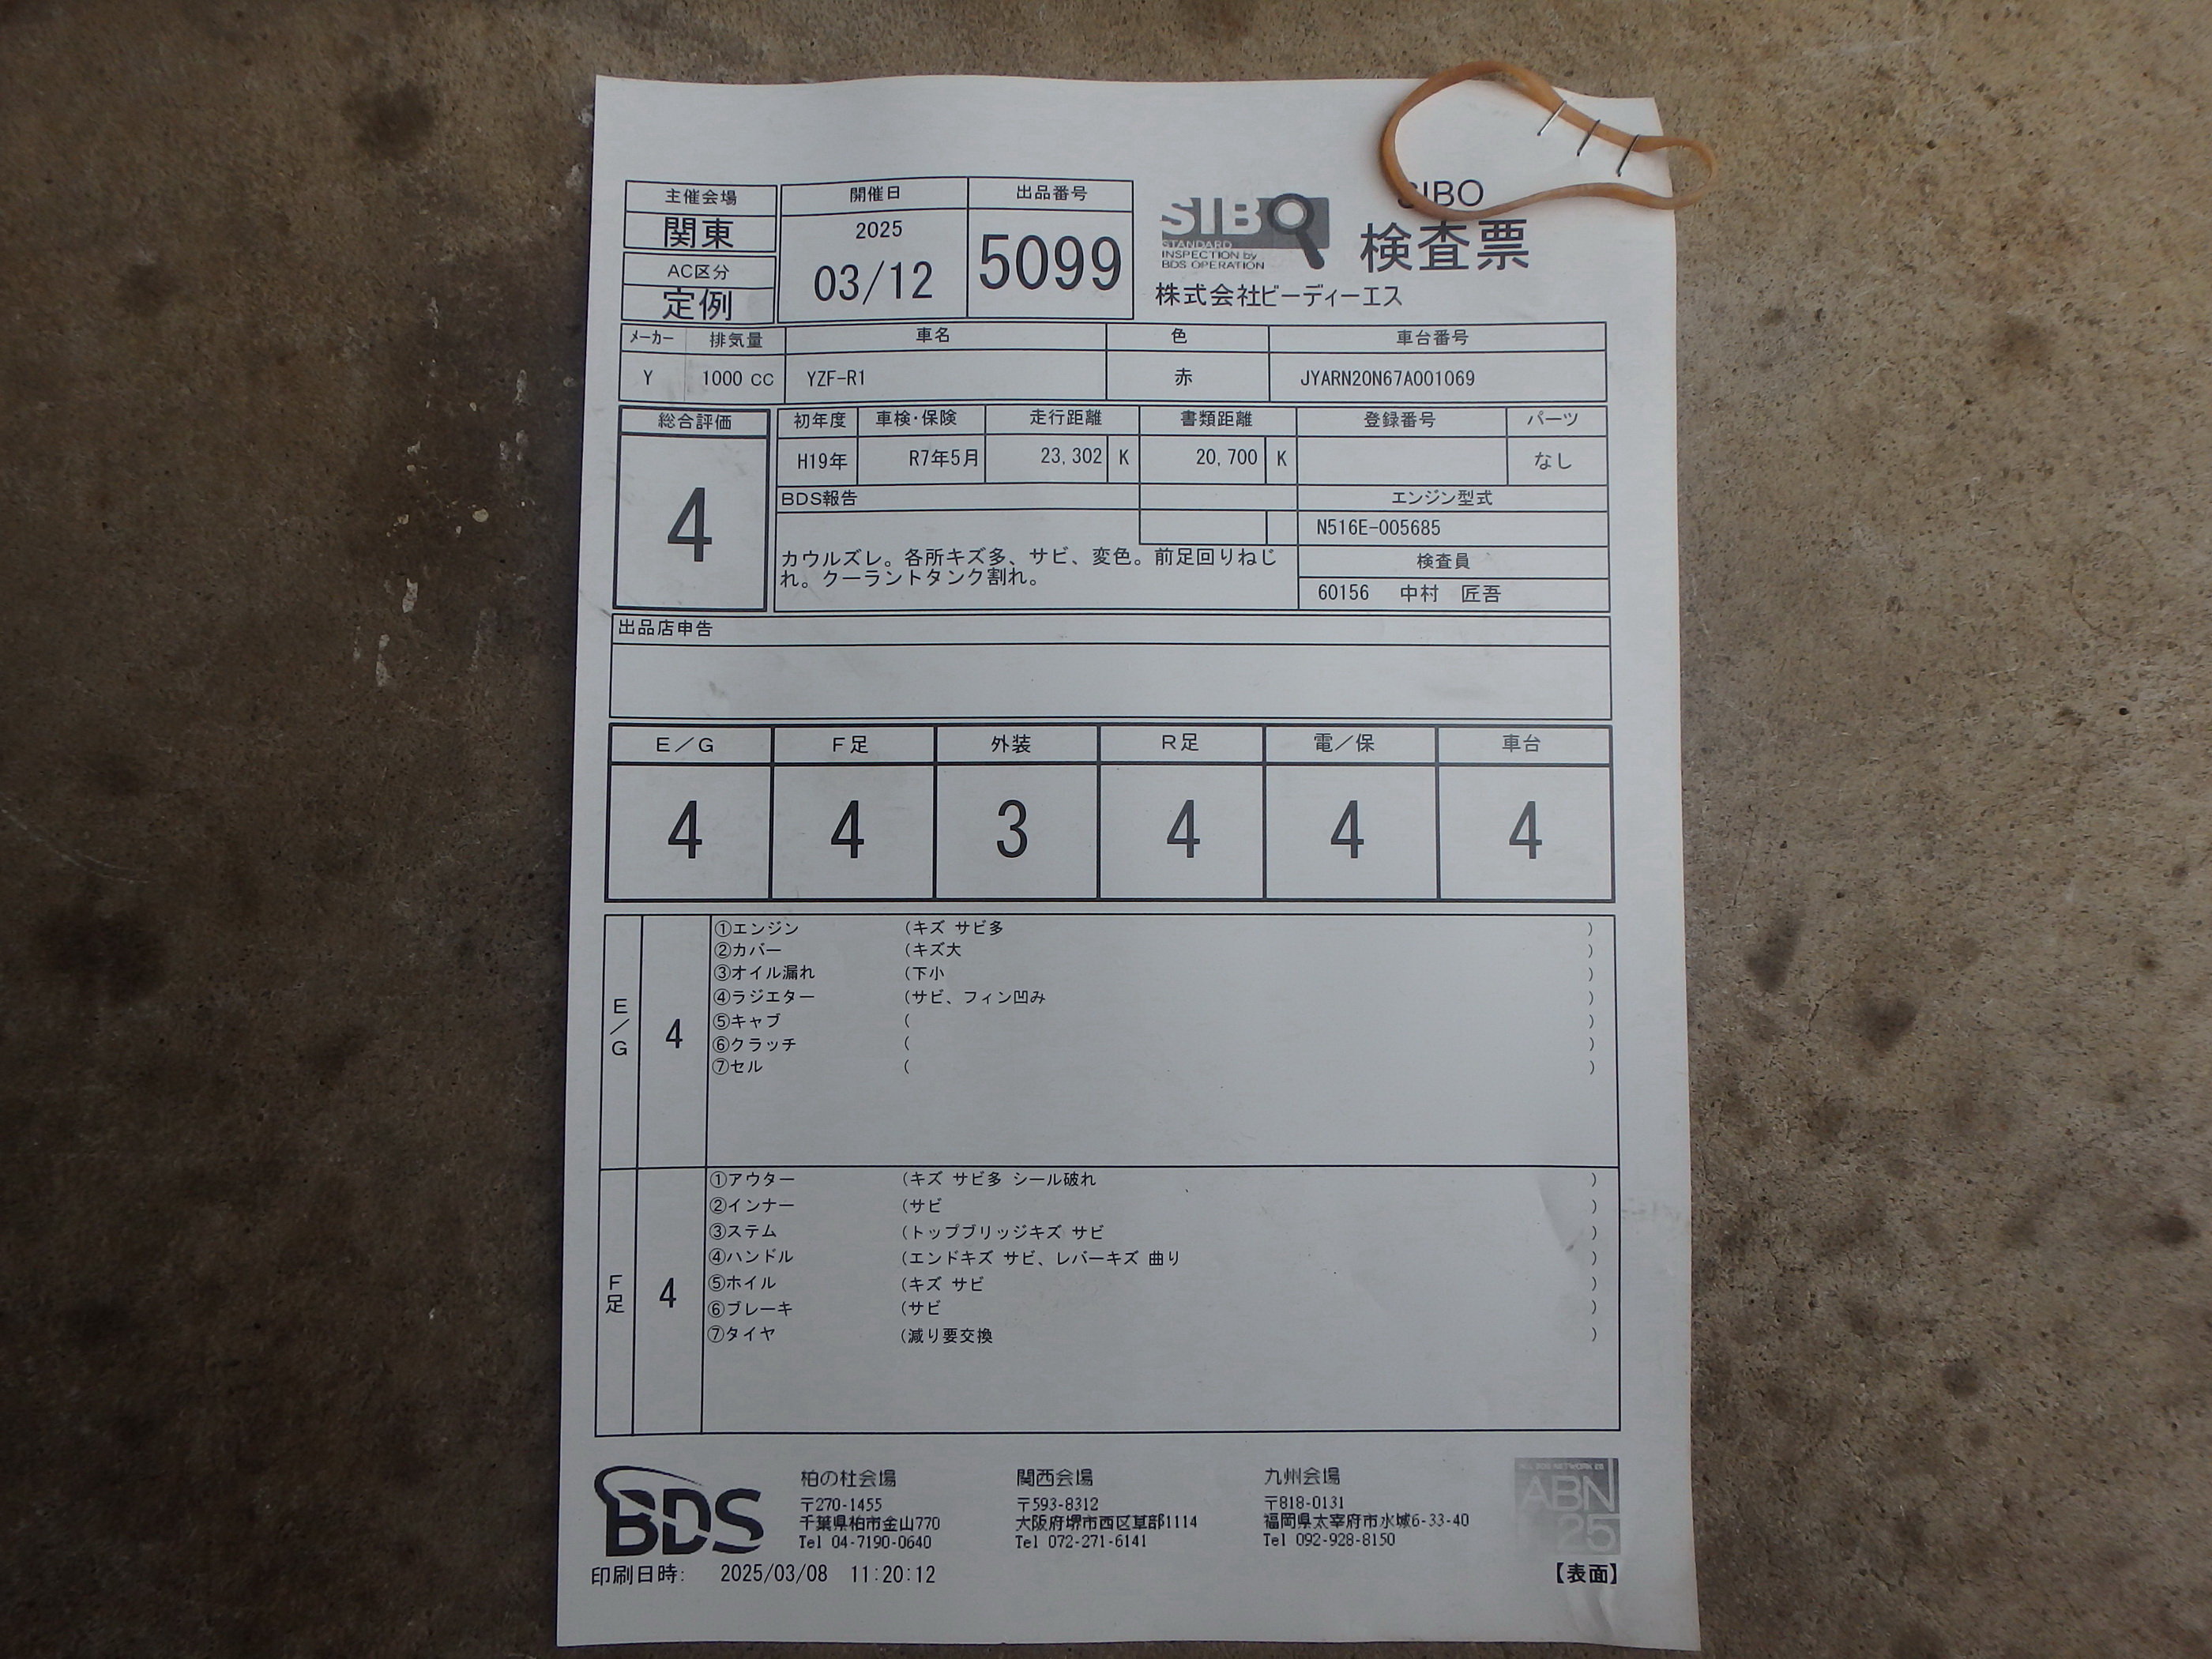 主催会場
関東
AC区分
定例
開催日
2025
03/12
出品番号
5099
SIBO
STANDARD
INSPECTION by
BDS OPERATION
SIBO
検査票
株式会社ビーディーエス
メーカー 排気量 車名 色 車台番号
Y 1000 cc YZF-R1 赤 JYARN20N67A001069
総合評価
4
初年度 車検・保険 走行距離 書類距離 登録番号 パーツ
H19年 R7年5月 23,302 K 20,700 K なし
BDS報告
カウルズレ。各所キズ多、サビ、変色。前足回りねじ
れ。クーラントタンク割れ。
エンジン型式
N516E-005685
検査員
60156 中村 匠吾
出品店申告
E/G F足 外装 R足 電/保 車台
4 4 3 4 4 4
E/G
4
①エンジン (キズ サビ多 )
②カバー (キズ大 )
③オイル漏れ (下小 )
④ラジエター (サビ、フィン凹み )
⑤キャブ ( )
⑥クラッチ ( )
⑦セル ( )
F足
4
①アウター (キズ サビ多 シール破れ )
②インナー (サビ )
③ステム (トップブリッジキズ サビ )
④ハンドル (エンドキズ サビ、レバーキズ 曲り )
⑤ホイル (キズ サビ )
⑥ブレーキ (サビ )
⑦タイヤ (減り要交換 )
BDS
柏の杜会場
〒270-1455
千葉県柏市金山770
Tel 04-7190-0640
関西会場
〒593-8312
大阪府堺市西区草部1114
Tel 072-271-6141
九州会場
〒818-0131
福岡県太宰府市水城6-33-40
Tel 092-928-8150
ABN
25
印刷日時: 2025/03/08 11:20:12
【表面】